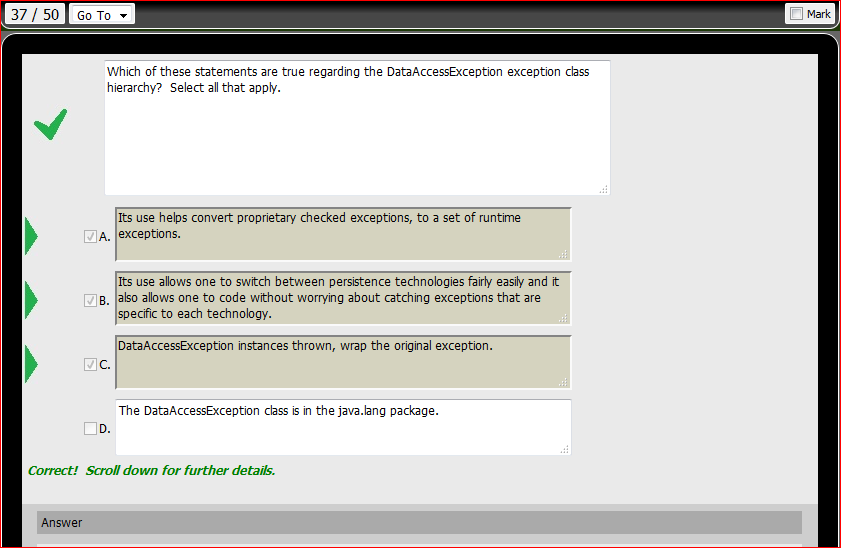 37 / 50 Go To Mark
Which of these statements are true regarding the DataAccessException exception class
hierarchy?  Select all that apply.
A. Its use helps convert proprietary checked exceptions, to a set of runtime
exceptions.
B. Its use allows one to switch between persistence technologies fairly easily and it
also allows one to code without worrying about catching exceptions that are
specific to each technology.
C. DataAccessException instances thrown, wrap the original exception.
D. The DataAccessException class is in the java.lang package.
Correct!  Scroll down for further details.
Answer